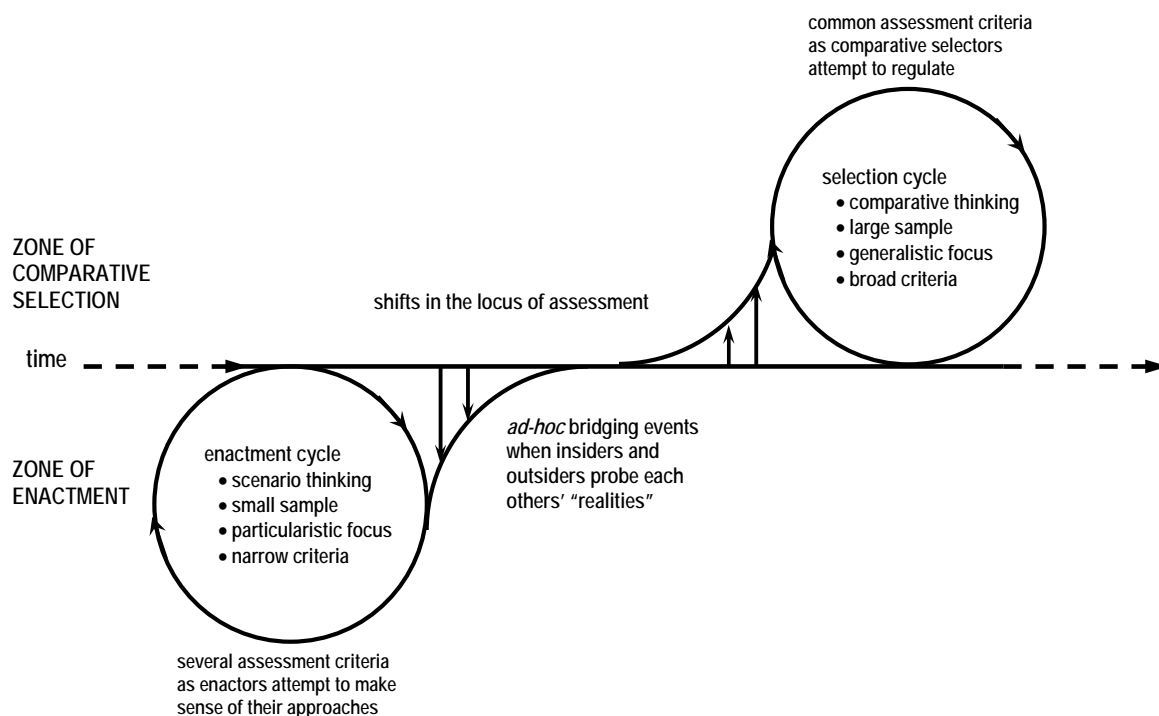 common assessment criteria
as comparative selectors
attempt to regulate
selection cycle
• comparative thinking
• large sample
• generalistic focus
• broad criteria
ZONE OF
COMPARATIVE
SELECTION
shifts in the locus of assessment
time
ad-hoc bridging events
when insiders and
outsiders probe each
others’ “realities”
ZONE OF
ENACTMENT
enactment cycle
• scenario thinking
• small sample
• particularistic focus
• narrow criteria
several assessment criteria
as enactors attempt to make
sense of their approaches